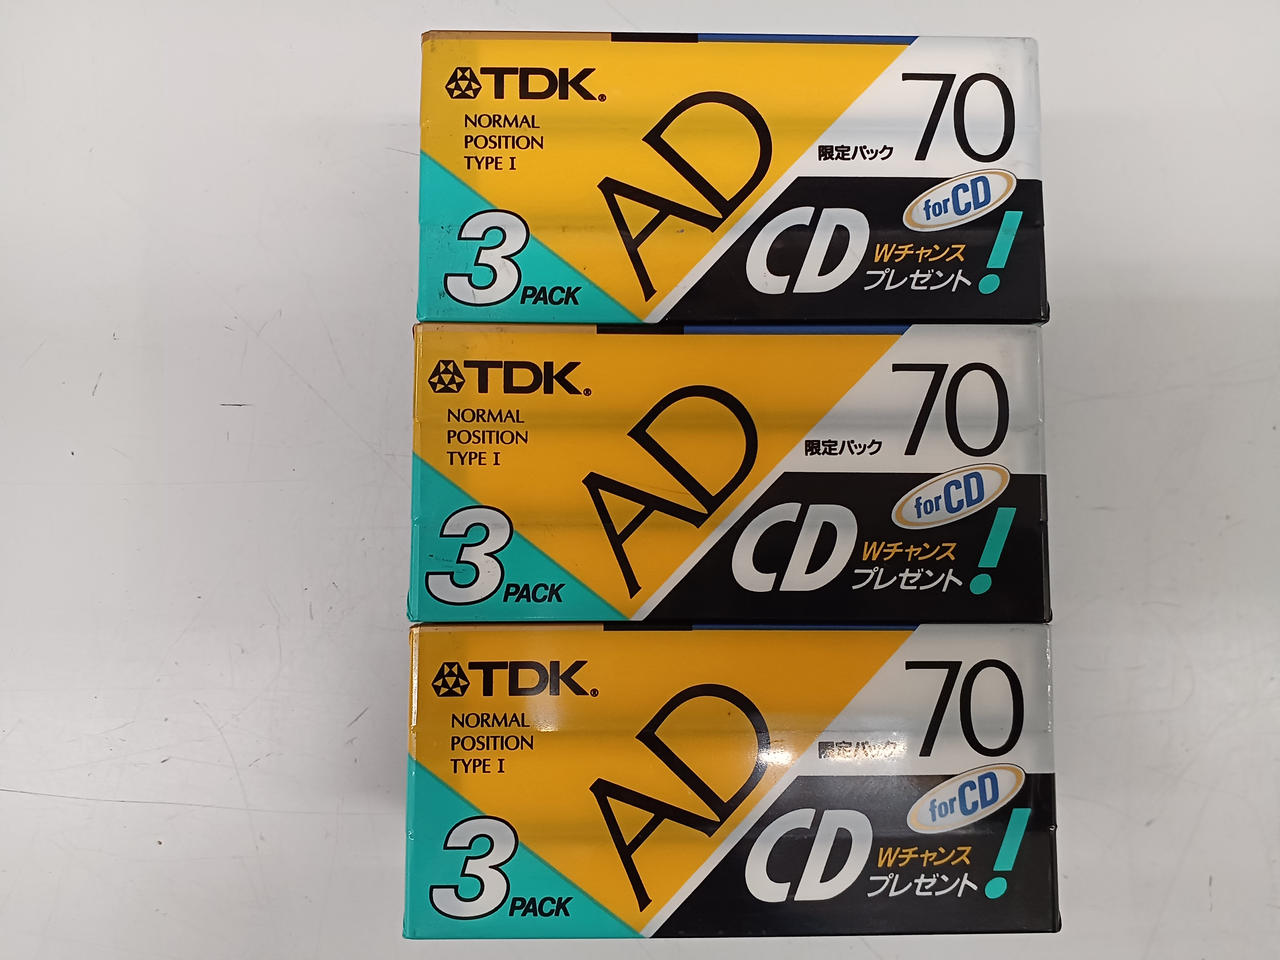 TDK®
NORMAL
POSITION
TYPE I
AD
70
限定パック
for CD
3 PACK
CD
Wチャンス
プレゼント!
TDK®
NORMAL
POSITION
TYPE I
AD
70
限定パック
for CD
3 PACK
CD
Wチャンス
プレゼント!
TDK®
NORMAL
POSITION
TYPE I
AD
70
限定パック
for CD
3 PACK
CD
Wチャンス
プレゼント!